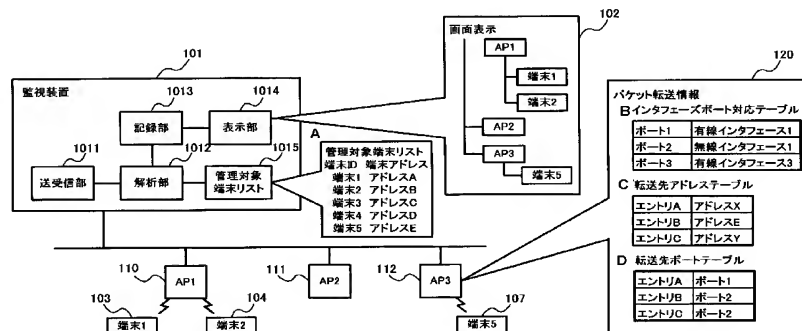 101
監視装置
1013
1014
記録部
表示部
1011
1012
1015
送受信部
解析部
管理対象
端末リスト
A
管理対象端末リスト
端末ID 端末アドレス
端末1 アドレスA
端末2 アドレスB
端末3 アドレスC
端末4 アドレスD
端末5 アドレスE
102
画面表示
AP1
端末1
端末2
AP2
AP3
端末5
120
パケット転送情報
B インタフェーズポート対応テーブル
ポート1 有線インタフェース1
ポート2 無線インタフェース1
ポート3 有線インタフェース3
C 転送先アドレステーブル
エントリA アドレスX
エントリB アドレスE
エントリC アドレスY
D 転送先ポートテーブル
エントリA ポート1
エントリB ポート2
エントリC ポート2
110
AP1
111
AP2
112
AP3
103
端末1
104
端末2
107
端末5